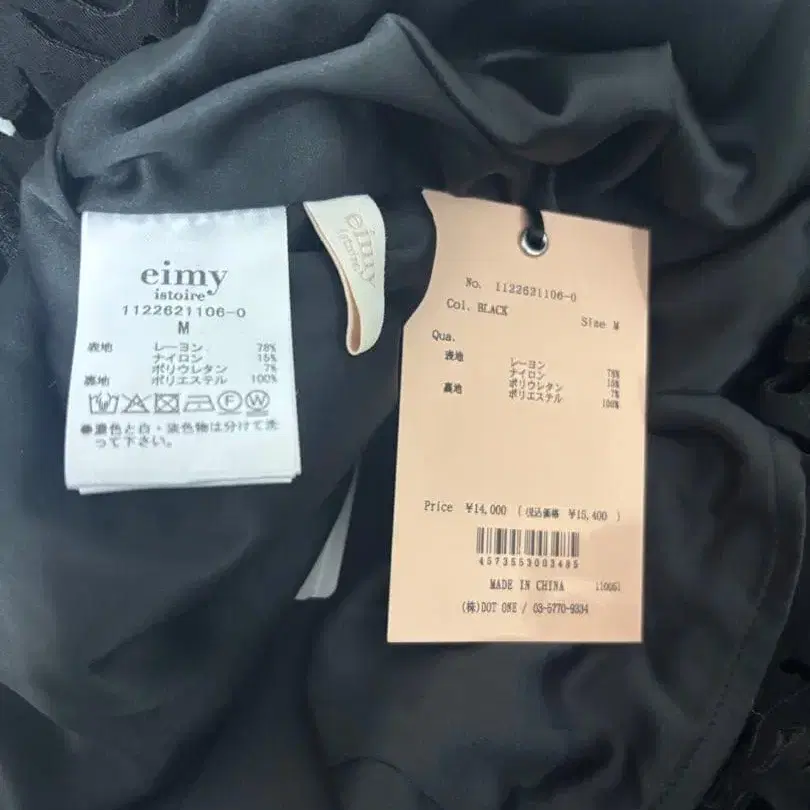 eimy
istoire
1122621106-0
M
表地 レーヨン 78%
ナイロン 15%
ポリウレタン 7%
裏地 ポリエステル 100%
濃色と白・淡色物は分けて洗
って下さい。
eimy
istoire
No. 1122621106-0
Col. BLACK
Size M
Qua.
表地 レーヨン 78%
ナイロン 15%
ポリウレタン 7%
裏地 ポリエステル 100%
Price ¥14,000 ( 税込価格 ¥15,400 )
4573553003485
MADE IN CHINA 110051
(株)DOT ONE / 03-5770-9334